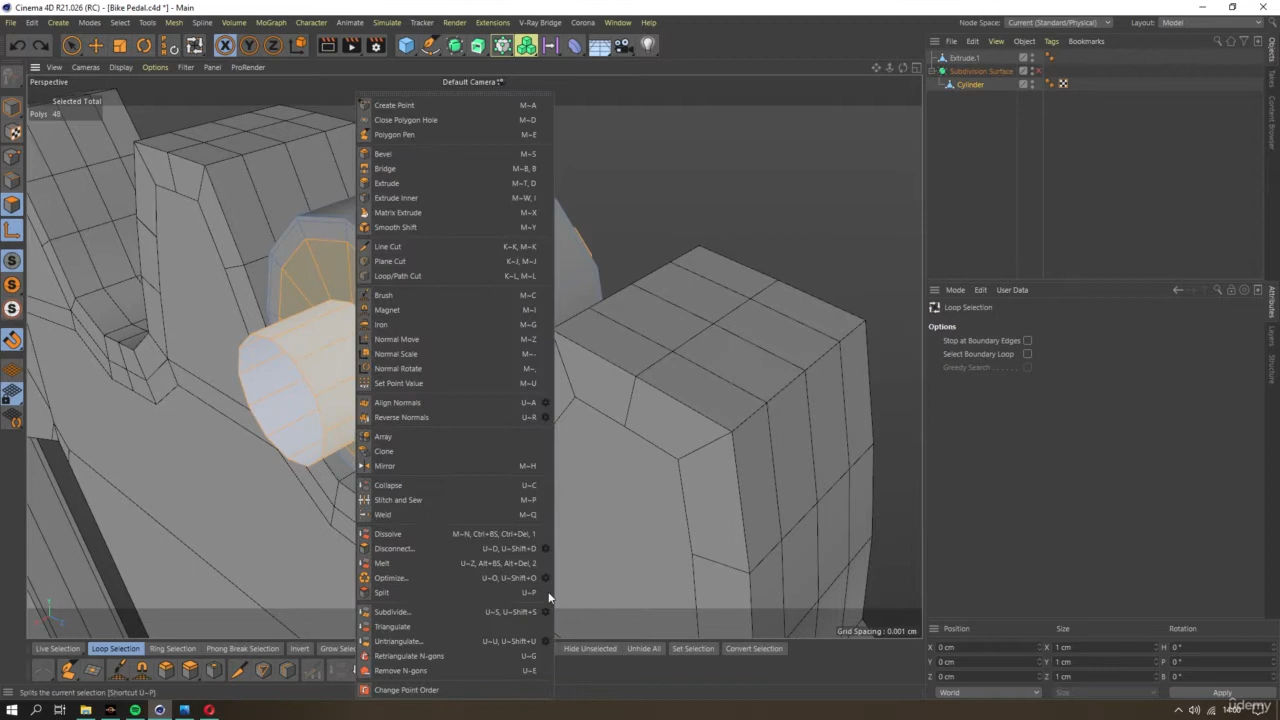 Cinema 4D R21.026 (RC) - [Bike Pedal.c4d *] - Main
File Edit Create Modes Select Tools Mesh Spline Volume MoGraph Character Animate Simulate Tracker Render Extensions V-Ray Bridge Corona Window Help
Node Space: Current (Standard/Physical) Layout: Model
View Cameras Display Options Filter Panel ProRender
Perspective
Default Camera
Selected Total
Polys 48
Create Point M~A
Close Polygon Hole M~D
Polygon Pen M~E
Bevel M~S
Bridge M~B, B
Extrude M~T, D
Extrude Inner M~W, I
Matrix Extrude M~X
Smooth Shift M~Y
Line Cut K~K, M~K
Plane Cut K~J, M~J
Loop/Path Cut K~L, M~L
Brush M~C
Magnet M~I
Iron M~G
Normal Move M~Z
Normal Scale M~-
Normal Rotate M~,
Set Point Value M~U
Align Normals U~A
Reverse Normals U~R
Array
Clone
Mirror M~H
Collapse U~C
Stitch and Sew M~P
Weld M~Q
Dissolve M~N, Ctrl+BS, Ctrl+Del, 1
Disconnect... U~D, U~Shift+D
Melt U~Z, Alt+BS, Alt+Del, 2
Optimize... U~O, U~Shift+O
Split U~P
Subdivide... U~S, U~Shift+S
Triangulate
Untriangulate... U~U, U~Shift+U
Retriangulate N-gons U~G
Remove N-gons U~E
Change Point Order
Grid Spacing : 0.001 cm
Live Selection Loop Selection Ring Selection Phong Break Selection Invert Grow Selec Hide Unselected Unhide All Set Selection Convert Selection
Splits the current selection [Shortcut U~P]
File Edit View Object Tags Bookmarks
Extrude.1
Subdivision Surface
Cylinder
Objects
Content Browser
Mode Edit User Data
Loop Selection
Options
Stop at Boundary Edges
Select Boundary Loop
Greedy Search
Attributes
Layers
Structure
Position Size Rotation
X 0 cm X 1 cm H 0 °
Y 0 cm Y 1 cm P 0 °
Z 0 cm Z 1 cm B 0 °
World Size Apply
Udemy